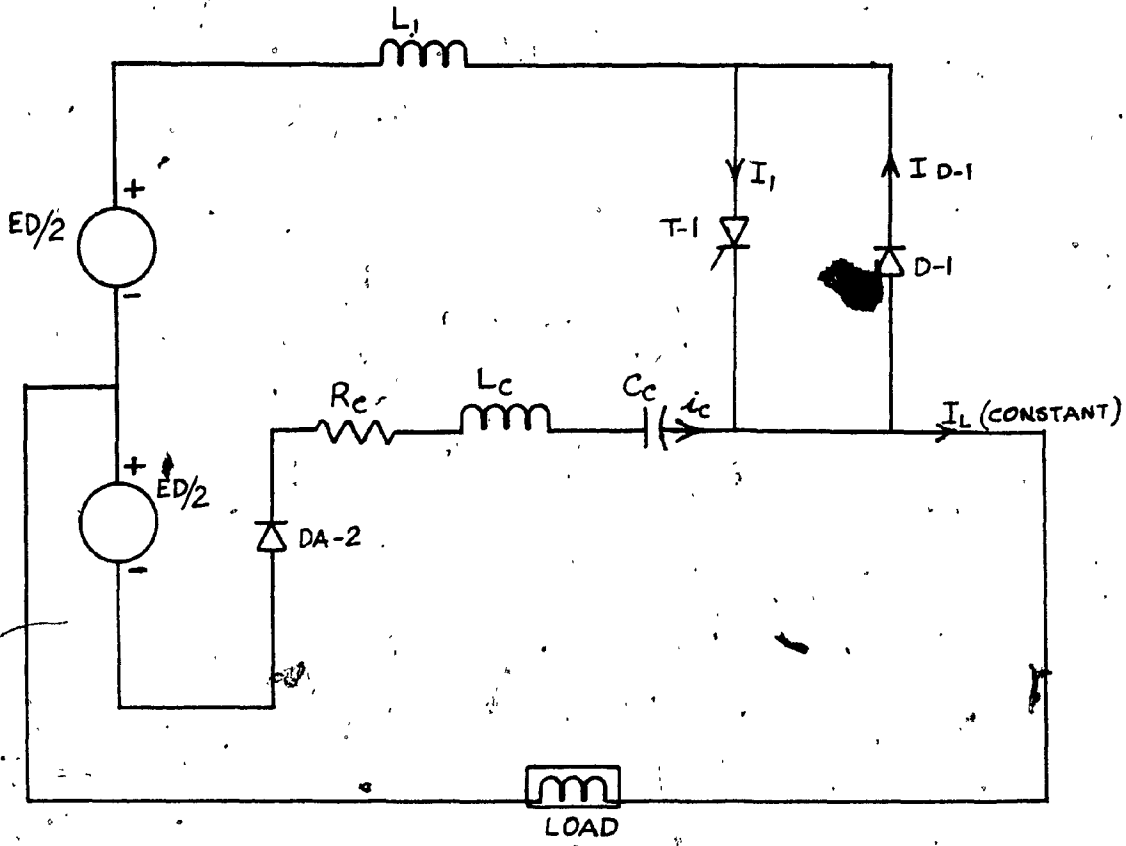 L1
+
ED/2
-
I1
I D-1
T-1
D-1
Rc
Lc
Cc
ic
IL (CONSTANT)
+
ED/2
-
DA-2
LOAD